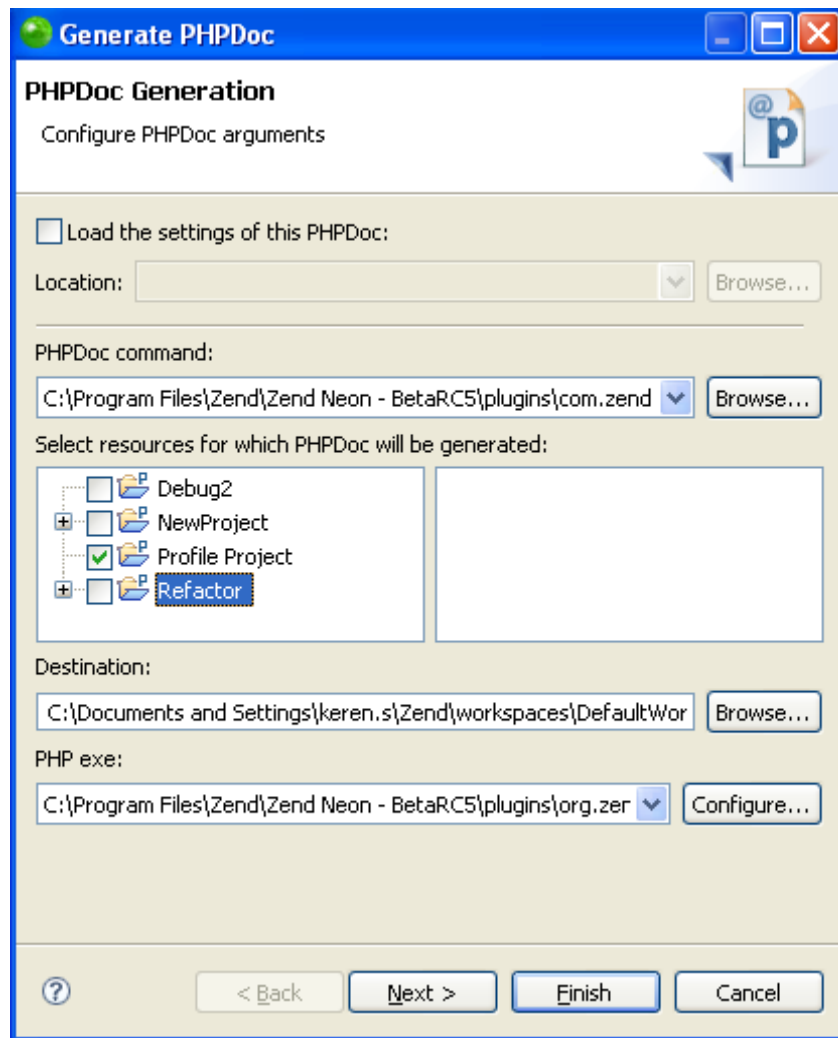 Generate PHPDoc
PHPDoc Generation
Configure PHPDoc arguments
@
p
Load the settings of this PHPDoc:
Location: Browse...
PHPDoc command:
C:\Program Files\Zend\Zend Neon - BetaRC5\plugins\com.zend Browse...
Select resources for which PHPDoc will be generated:
Debug2
NewProject
Profile Project
Refactor
Destination:
C:\Documents and Settings\keren.s\Zend\workspaces\DefaultWor Browse...
PHP exe:
C:\Program Files\Zend\Zend Neon - BetaRC5\plugins\org.zer Configure...
? < Back Next > Finish Cancel